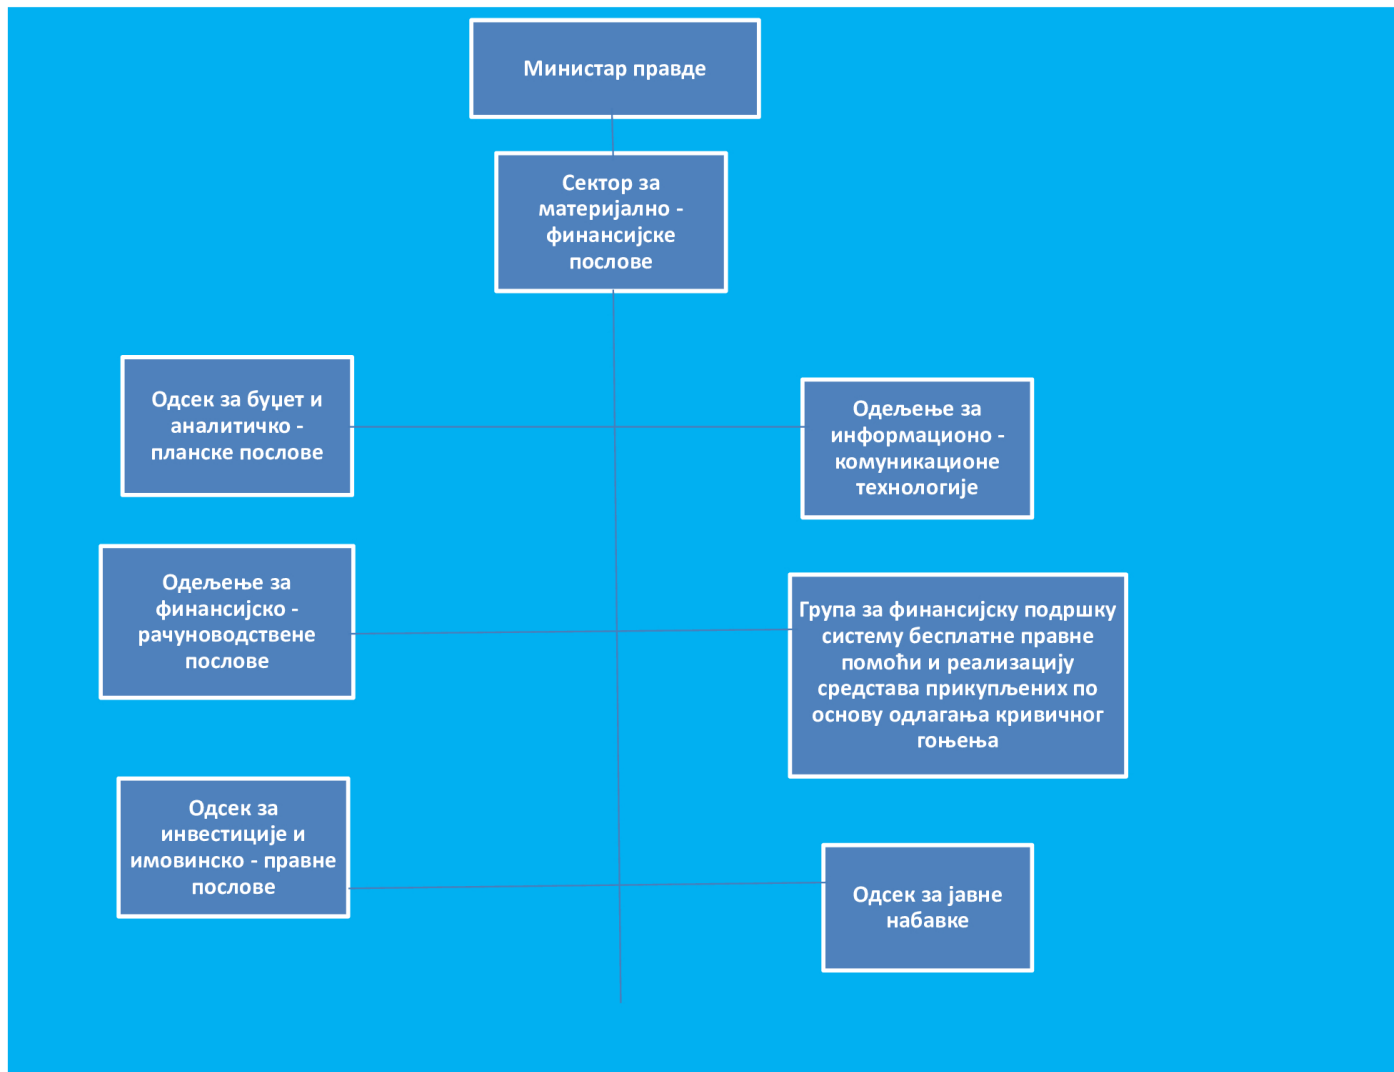 Министар правде
Сектор за
материјално -
финансијске
послове
Одсек за буџет и
аналитичко -
планске послове
Одељење за
информационо -
комуникационе
технологије
Одељење за
финансијско -
рачуноводствене
послове
Група за финансијску подршку
систему бесплатне правне
помоћи и реализацију
средстава прикупљених по
основу одлагања кривичног
гоњења
Одсек за
инвестиције и
имовинско - правне
послове
Одсек за јавне
набавке